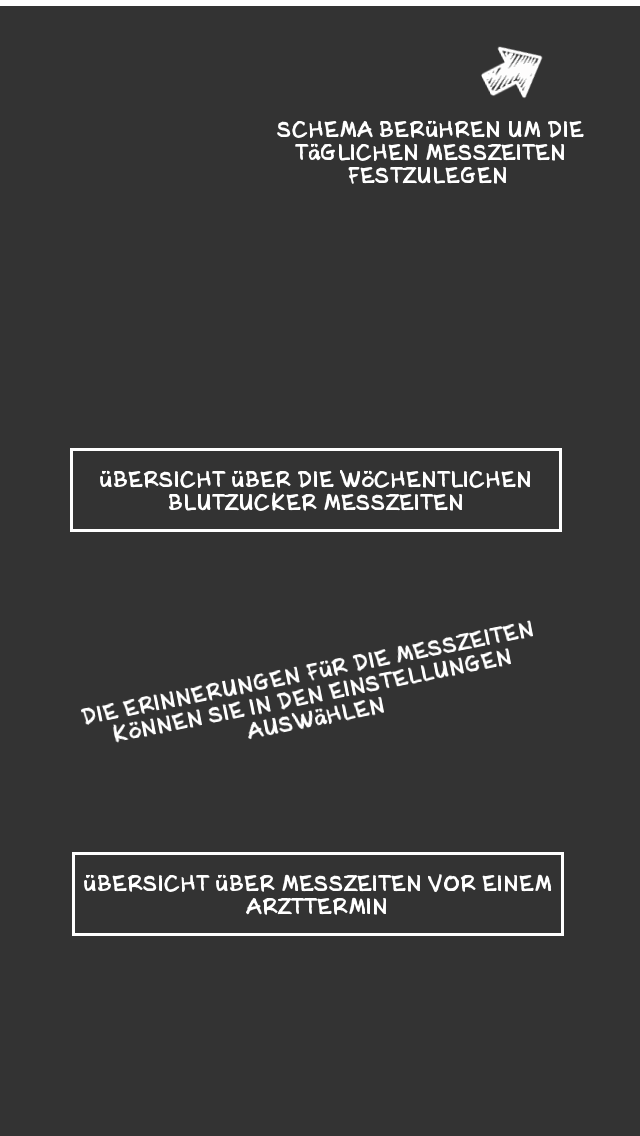 SCHEMA BERüHREN UM DIE
TäGLICHEN MESSZEITEN
FESTZULEGEN
üBERSICHT üBER DIE WöCHENTLICHEN
BLUTZUCKER MESSZEITEN
DIE ERINNERUNGEN FüR DIE MESSZEITEN
KöNNEN SIE IN DEN EINSTELLUNGEN
AUSWäHLEN
üBERSICHT üBER MESSZEITEN VOR EINEM
ARZTTERMIN